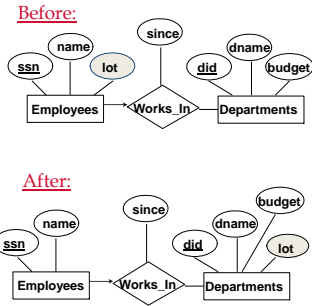 Before:
since
name
dname
ssn
lot
did
budget
Employees
Works_In
Departments
After:
budget
since
name
dname
ssn
did
lot
Employees
Works_In
Departments